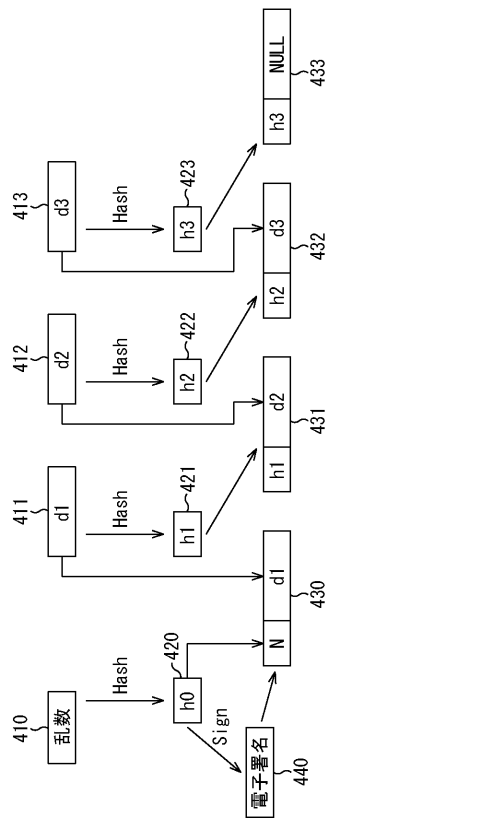 410 411 412 413
乱数 d1 d2 d3
Hash Hash Hash Hash
420 421 422 423
h0 h1 h2 h3
Sign
電子署名 N d1 h1 d2 h2 d3 h3 NULL
440 430 431 432 433